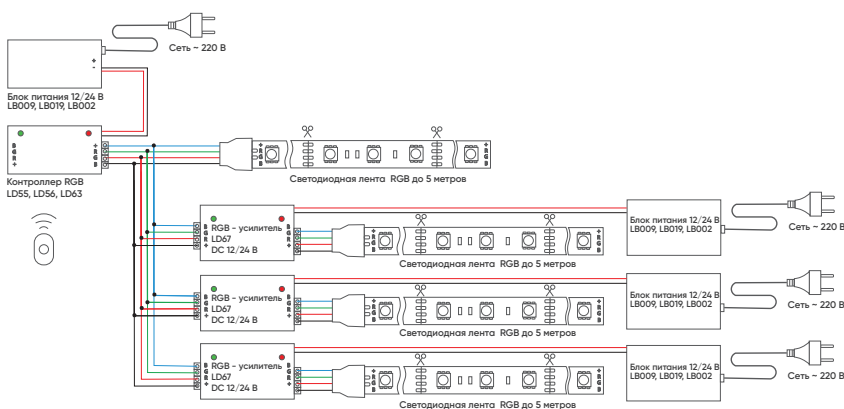 Сеть ~ 220 В
+
-
Блок питания 12/24 В
LB009, LB019, LB002
B
G
R
+
+
R
G
B
Контроллер RGB
LD55, LD56, LD63
+
R
G
B
+
R
G
B
Светодиодная лента RGB до 5 метров
B
G
R
+
RGB - усилитель
LD67
DC 12/24 В
B
G
R
+
+
R
G
B
+
R
G
B
Светодиодная лента RGB до 5 метров
Блок питания 12/24 В
LB009, LB019, LB002
Сеть ~ 220 В
B
G
R
+
RGB - усилитель
LD67
DC 12/24 В
B
G
R
+
+
R
G
B
+
R
G
B
Светодиодная лента RGB до 5 метров
Блок питания 12/24 В
LB009, LB019, LB002
Сеть ~ 220 В
B
G
R
+
RGB - усилитель
LD67
DC 12/24 В
B
G
R
+
+
R
G
B
+
R
G
B
Светодиодная лента RGB до 5 метров
Блок питания 12/24 В
LB009, LB019, LB002
Сеть ~ 220 В